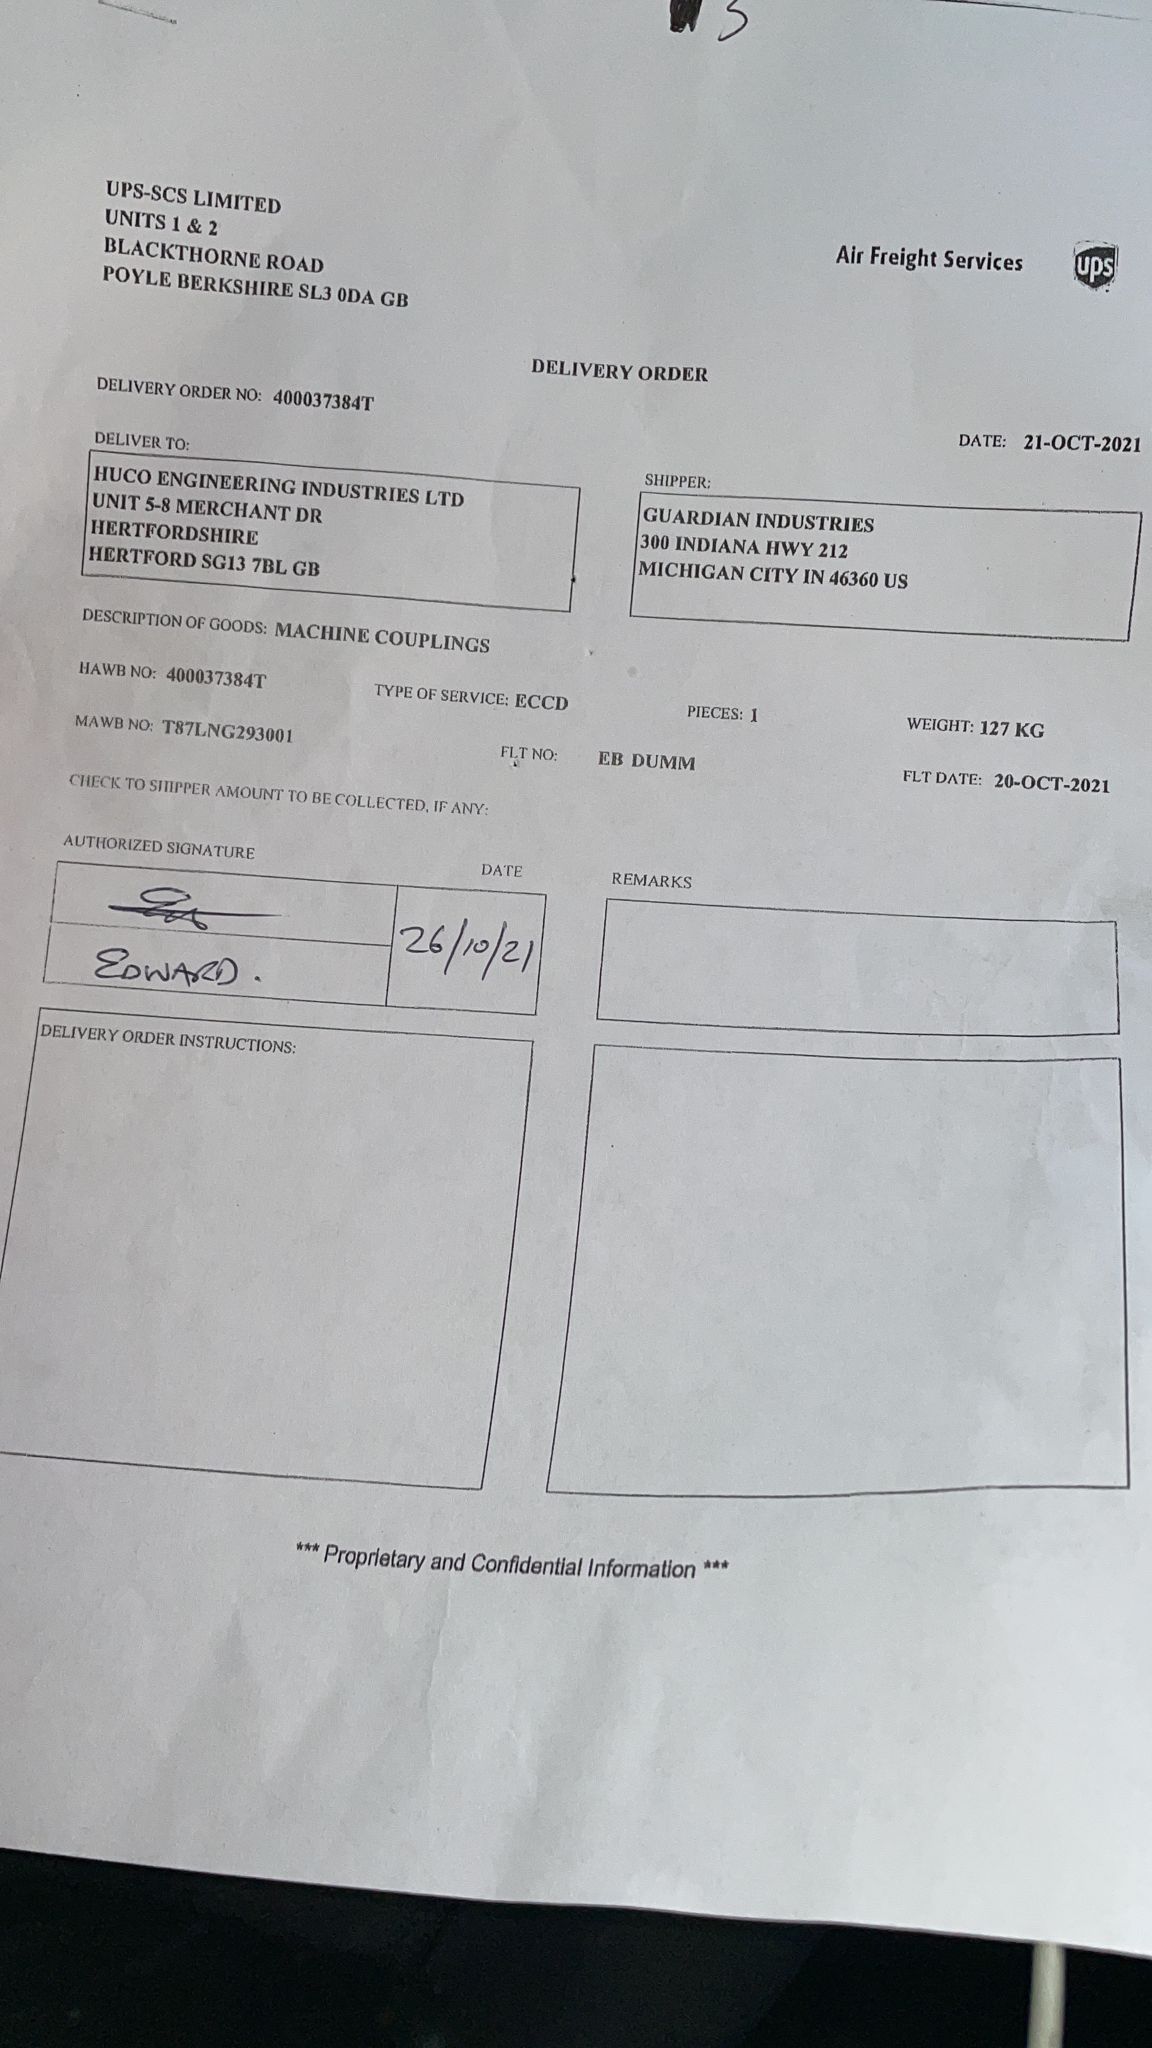 S
UPS-SCS LIMITED
UNITS 1 & 2
BLACKTHORNE ROAD
POYLE BERKSHIRE SL3 0DA GB
Air Freight Services
ups
DELIVERY ORDER
DELIVERY ORDER NO: 400037384T
DATE: 21-OCT-2021
DELIVER TO:
HUCO ENGINEERING INDUSTRIES LTD
UNIT 5-8 MERCHANT DR
HERTFORDSHIRE
HERTFORD SG13 7BL GB
SHIPPER:
GUARDIAN INDUSTRIES
300 INDIANA HWY 212
MICHIGAN CITY IN 46360 US
DESCRIPTION OF GOODS: MACHINE COUPLINGS
HAWB NO: 400037384T TYPE OF SERVICE: ECCD PIECES: 1 WEIGHT: 127 KG
MAWB NO: T87LNG293001 FLT NO: EB DUMM FLT DATE: 20-OCT-2021
CHECK TO SHIPPER AMOUNT TO BE COLLECTED, IF ANY:
AUTHORIZED SIGNATURE DATE REMARKS
26/10/21
EDWARD.
DELIVERY ORDER INSTRUCTIONS:
*** Proprietary and Confidential Information ***